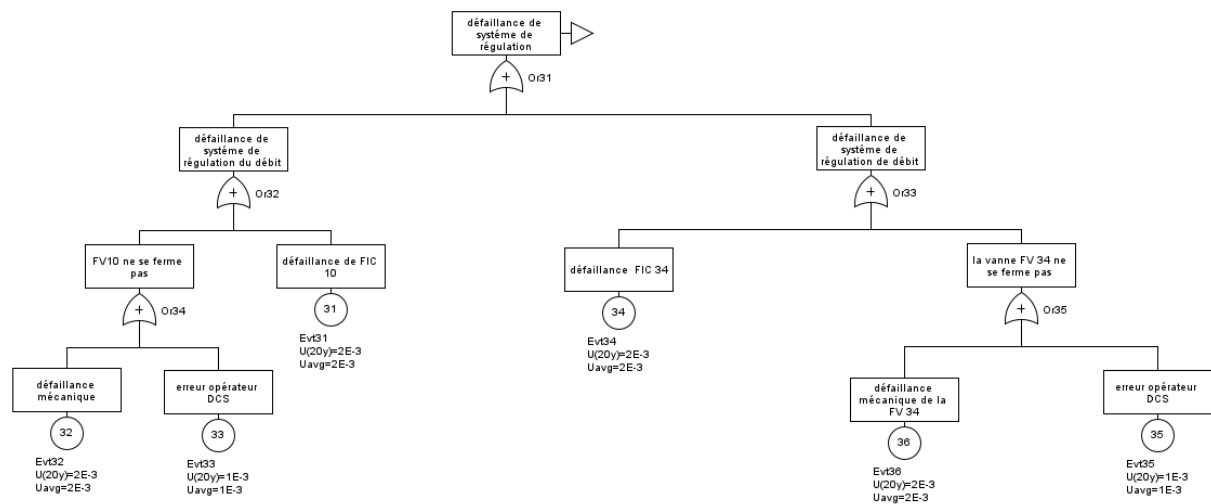 défaillance de
systéme de
régulation
+
Or31
défaillance de
systéme de
régulation du débit
+
Or32
défaillance de
systéme de
régulation de débit
+
Or33
FV10 ne se ferme
pas
+
Or34
défaillance de FIC
10
31
Evt31
U(20y)=2E-3
Uavg=2E-3
défaillance FIC 34
34
Evt34
U(20y)=2E-3
Uavg=2E-3
la vanne FV 34 ne
se ferme pas
+
Or35
défaillance
mécanique
32
Evt32
U(20y)=2E-3
Uavg=2E-3
erreur opérateur
DCS
33
Evt33
U(20y)=1E-3
Uavg=1E-3
défaillance
mécanique de la
FV 34
36
Evt36
U(20y)=2E-3
Uavg=2E-3
erreur opérateur
DCS
35
Evt35
U(20y)=1E-3
Uavg=1E-3